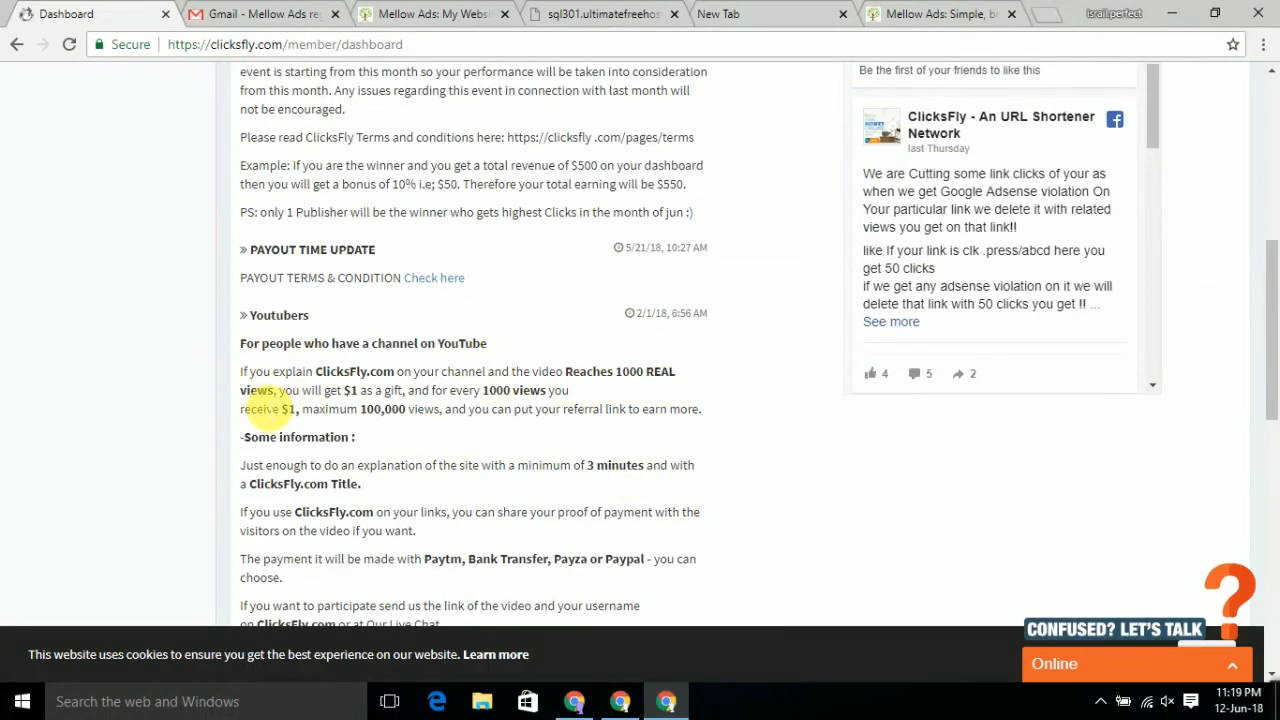 Dashboard
Gmail - Mellow Ads re
Mellow Ads: My Websi
sql301.ultimatefreehos
New Tab
Mellow Ads: Simple, b
Israil.perfect
Secure
https://clicksfly.com/member/dashboard
event is starting from this month so your performance will be taken into consideration
from this month. Any issues regarding this event in connection with last month will
not be encouraged.
Please read ClicksFly Terms and conditions here: https://clicksfly .com/pages/terms
Example: If you are the winner and you get a total revenue of $500 on your dashboard
then you will get a bonus of 10% i.e; $50. Therefore your total earning will be $550.
PS: only 1 Publisher will be the winner who gets highest Clicks in the month of jun :)
» PAYOUT TIME UPDATE
5/21/18, 10:27 AM
PAYOUT TERMS & CONDITION Check here
» Youtubers
2/1/18, 6:56 AM
For people who have a channel on YouTube
If you explain ClicksFly.com on your channel and the video Reaches 1000 REAL
views, you will get $1 as a gift, and for every 1000 views you
receive $1, maximum 100,000 views, and you can put your referral link to earn more.
-Some information :
Just enough to do an explanation of the site with a minimum of 3 minutes and with
a ClicksFly.com Title.
If you use ClicksFly.com on your links, you can share your proof of payment with the
visitors on the video if you want.
The payment it will be made with Paytm, Bank Transfer, Payza or Paypal - you can
choose.
If you want to participate send us the link of the video and your username
on ClicksFly.com or at Our Live Chat
Be the first of your friends to like this
ClicksFly - An URL Shortener
Network
last Thursday
We are Cutting some link clicks of your as
when we get Google Adsense violation On
Your particular link we delete it with related
views you get on that link!!
like If your link is clk .press/abcd here you
get 50 clicks
if we get any adsense violation on it we will
delete that link with 50 clicks you get !! ...
See more
4
5
2
CONFUSED? LET'S TALK
?
Online
This website uses cookies to ensure you get the best experience on our website. Learn more
Search the web and Windows
11:19 PM
12-Jun-18